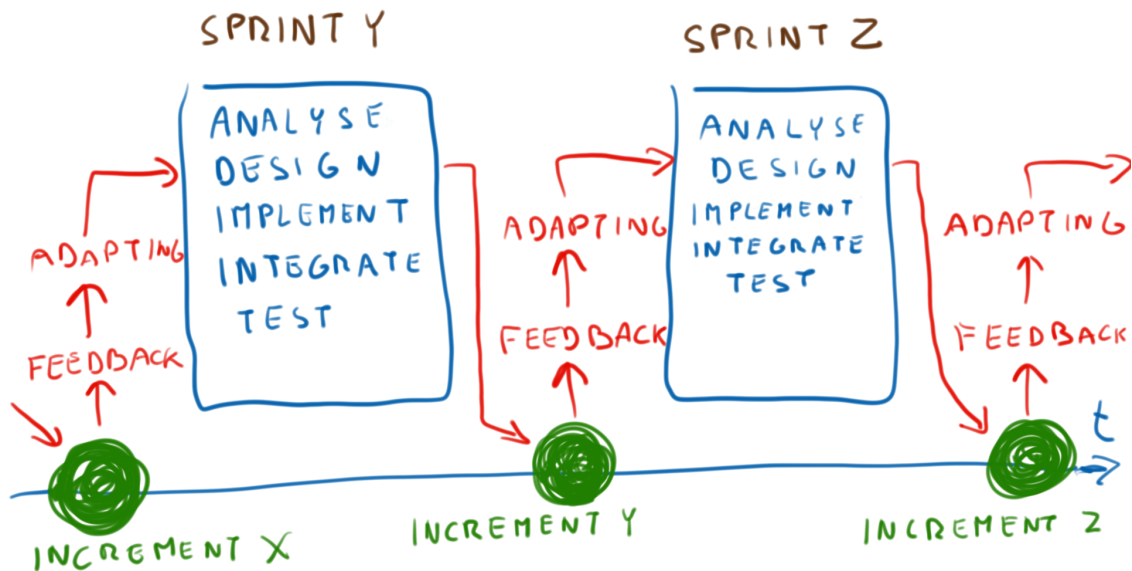 SPRINT Y
SPRINT Z
ANALYSE
DESIGN
IMPLEMENT
INTEGRATE
TEST
ANALYSE
DESIGN
IMPLEMENT
INTEGRATE
TEST
ADAPTING
FEEDBACK
ADAPTING
FEEDBACK
ADAPTING
FEEDBACK
t
INCREMENT X
INCREMENT Y
INCREMENT Z